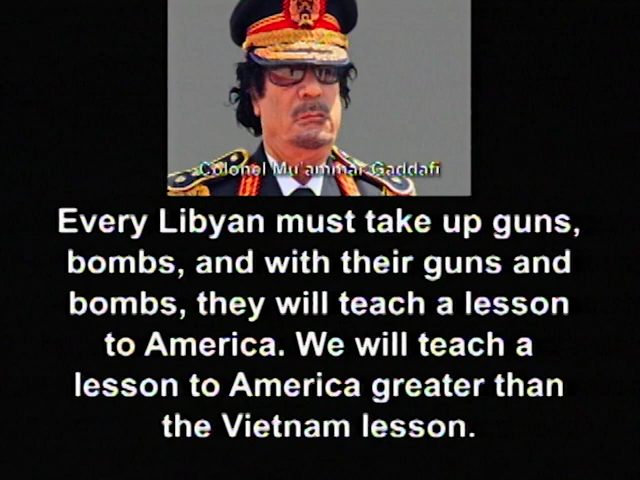 Colonel Mu'ammar Gaddafi
Every Libyan must take up guns,
bombs, and with their guns and
bombs, they will teach a lesson
to America. We will teach a
lesson to America greater than
the Vietnam lesson.